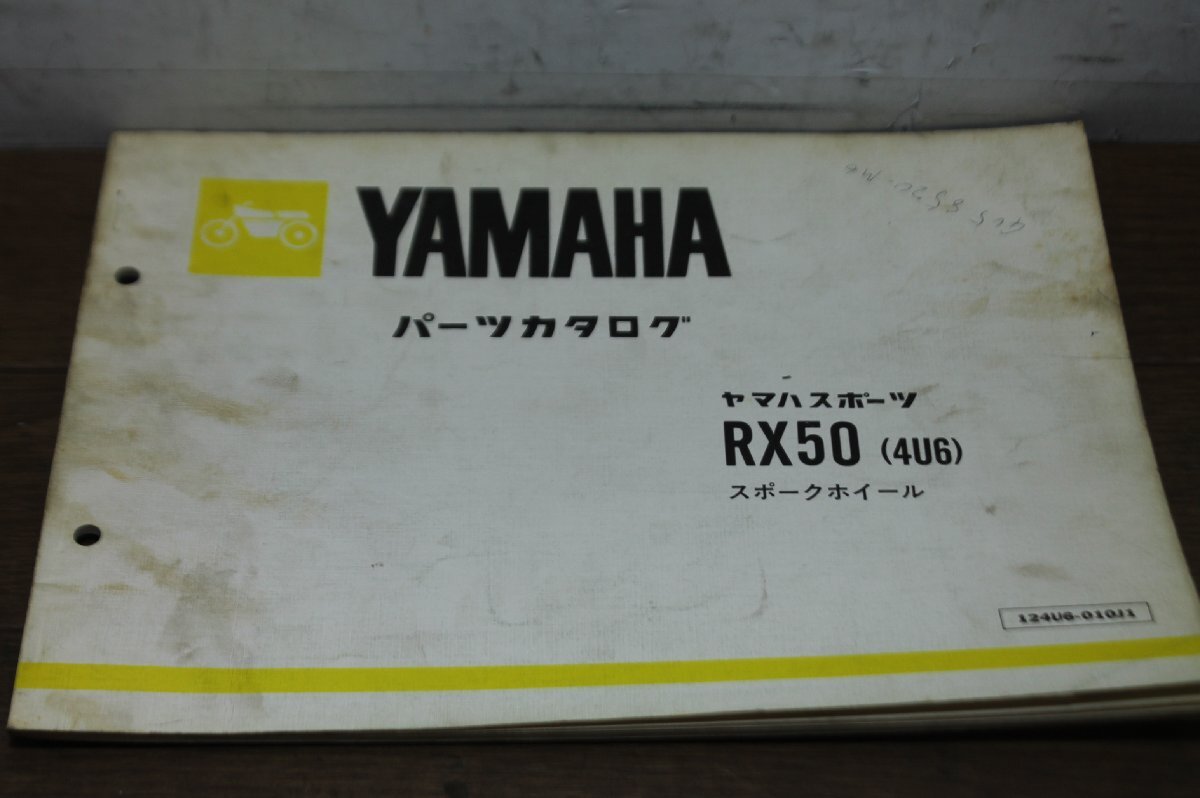 YAMAHA
パーツカタログ
ヤマハスポーツ
RX50 (4U6)
スポークホイール
124U6-010J1